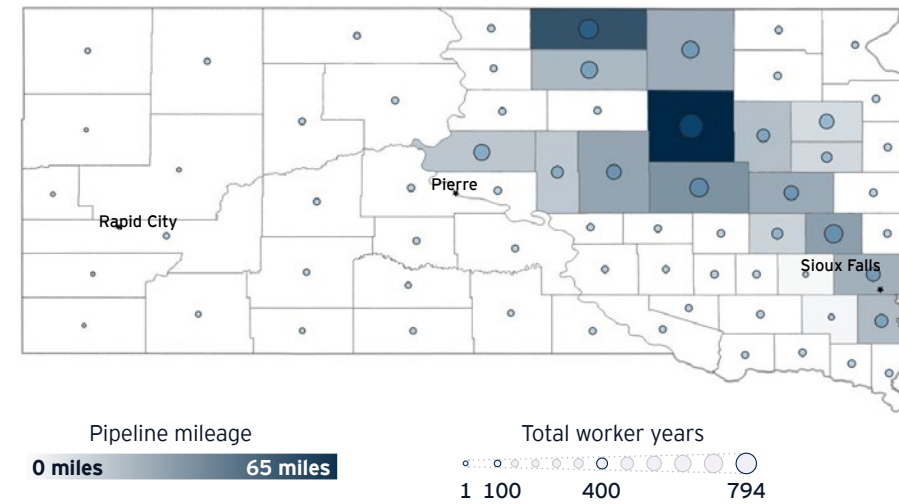 Pierre
Rapid City
Sioux Falls
Pipeline mileage
0 miles 65 miles
Total worker years
1 100 400 794